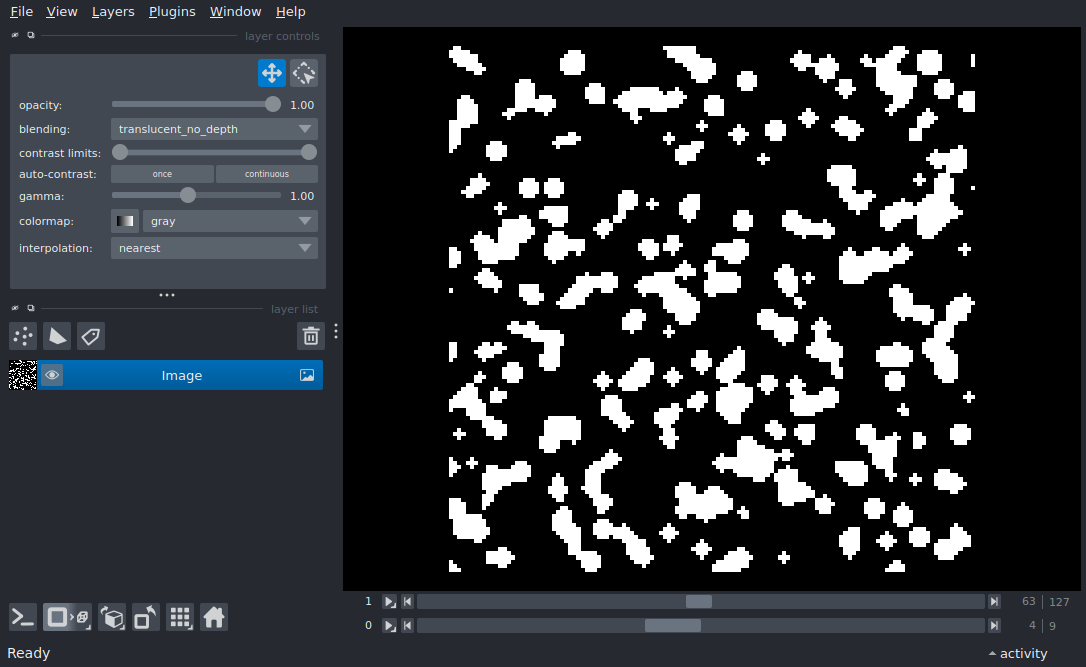 File View Layers Plugins Window Help
layer controls
opacity: 1.00
blending: translucent_no_depth
contrast limits:
auto-contrast: once continuous
gamma: 1.00
colormap: gray
interpolation: nearest
layer list
Image
1 63 127
0 4 9
Ready activity